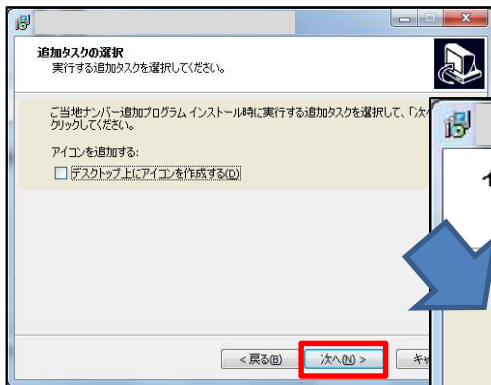 追加タスクの選択
実行する追加タスクを選択してください。
ご当地ナンバー追加プログラム インストール時に実行する追加タスクを選択して、「次へ
クリックしてください。
アイコンを追加する:
デスクトップ上にアイコンを作成する(D)
< 戻る(B)
次へ(N) >